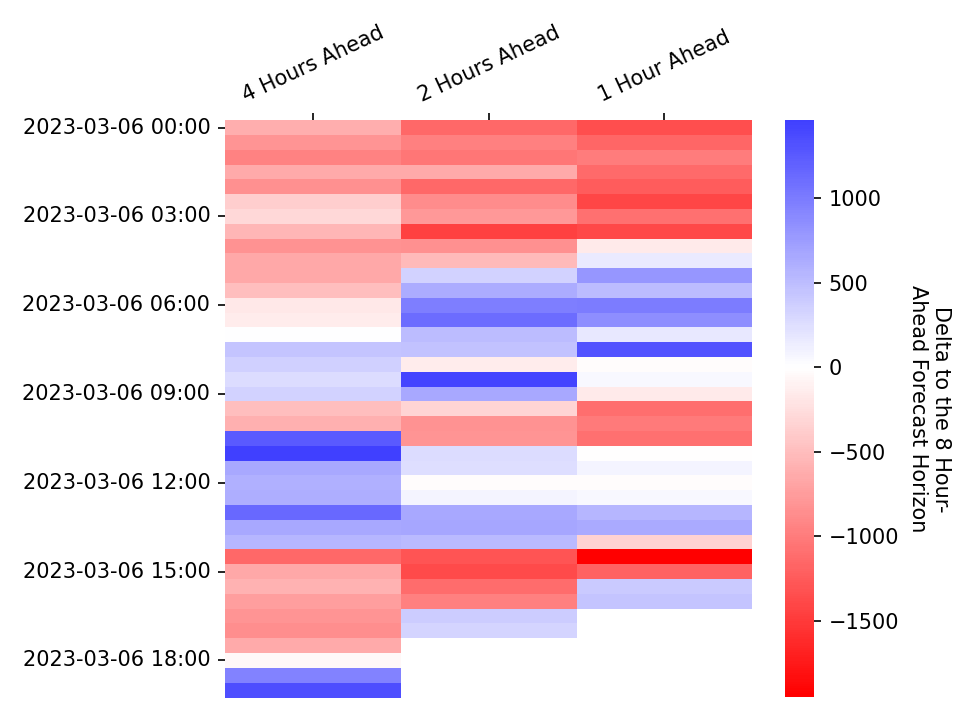 4 Hours Ahead
2 Hours Ahead
1 Hour Ahead
2023-03-06 00:00
2023-03-06 03:00
2023-03-06 06:00
2023-03-06 09:00
2023-03-06 12:00
2023-03-06 15:00
2023-03-06 18:00
1000
500
0
−500
−1000
−1500
Delta to the 8 Hour-
Ahead Forecast Horizon